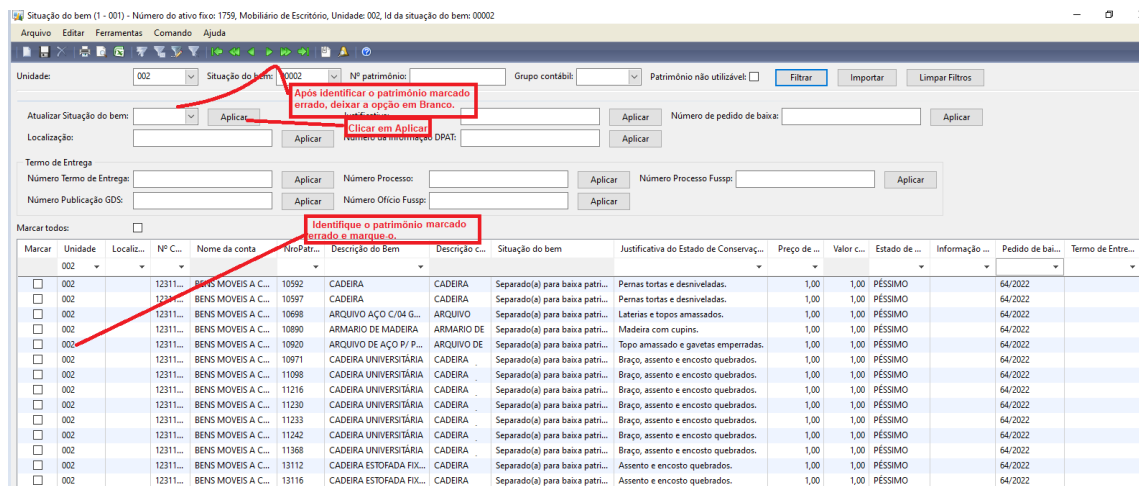 Situação do bem (1 - 001) - Número do ativo fixo: 1759, Mobiliário de Escritório, Unidade: 002, Id da situação do bem: 00002
Arquivo Editar Ferramentas Comando Ajuda
Unidade: 002 Situação do bem: 00002 Nº patrimônio: Grupo contábil: Patrimônio não utilizável: Filtrar Importar Limpar Filtros
Após identificar o patrimônio marcado
errado, deixar a opção em Branco.
Atualizar Situação do bem: Aplicar Aplicar Número de pedido de baixa: Aplicar
Clicar em Aplicar
Localização: Aplicar Número da Informação DPAT: Aplicar
Termo de Entrega
Número Termo de Entrega: Aplicar Número Processo: Aplicar Número Processo Fussp: Aplicar
Número Publicação GDS: Aplicar Número Ofício Fussp: Aplicar
Identifique o patrimônio marcado
errado e marque-o.
Marcar todos:
Marcar Unidade Localiz... Nº C... Nome da conta NroPatr... Descrição do Bem Descrição c... Situação do bem Justificativa do Estado de Conservaç... Preço de ... Valor c... Estado de ... Informação ... Pedido de bai... Termo de Entre...
002
002 12311... BENS MOVEIS A C... 10592 CADEIRA CADEIRA Separado(a) para baixa patri... Pernas tortas e desniveladas. 1,00 1,00 PÉSSIMO 64/2022
002 12311... BENS MOVEIS A C... 10597 CADEIRA CADEIRA Separado(a) para baixa patri... Pernas tortas e desniveladas. 1,00 1,00 PÉSSIMO 64/2022
002 12311... BENS MOVEIS A C... 10698 ARQUIVO AÇO C/04 G... ARQUIVO Separado(a) para baixa patri... Laterias e topos amassados. 1,00 1,00 PÉSSIMO 64/2022
002 12311... BENS MOVEIS A C... 10890 ARMARIO DE MADEIRA ARMARIO DE Separado(a) para baixa patri... Madeira com cupins. 1,00 1,00 PÉSSIMO 64/2022
002 12311... BENS MOVEIS A C... 10920 ARQUIVO DE AÇO P/ P... ARQUIVO DE Separado(a) para baixa patri... Topo amassado e gavetas emperradas. 1,00 1,00 PÉSSIMO 64/2022
002 12311... BENS MOVEIS A C... 10971 CADEIRA UNIVERSITÁRIA CADEIRA Separado(a) para baixa patri... Braço, assento e encosto quebrados. 1,00 1,00 PÉSSIMO 64/2022
002 12311... BENS MOVEIS A C... 11098 CADEIRA UNIVERSITÁRIA CADEIRA Separado(a) para baixa patri... Braço, assento e encosto quebrados. 1,00 1,00 PÉSSIMO 64/2022
002 12311... BENS MOVEIS A C... 11216 CADEIRA UNIVERSITÁRIA CADEIRA Separado(a) para baixa patri... Braço, assento e encosto quebrados. 1,00 1,00 PÉSSIMO 64/2022
002 12311... BENS MOVEIS A C... 11230 CADEIRA UNIVERSITÁRIA CADEIRA Separado(a) para baixa patri... Braço, assento e encosto quebrados. 1,00 1,00 PÉSSIMO 64/2022
002 12311... BENS MOVEIS A C... 11233 CADEIRA UNIVERSITÁRIA CADEIRA Separado(a) para baixa patri... Braço, assento e encosto quebrados. 1,00 1,00 PÉSSIMO 64/2022
002 12311... BENS MOVEIS A C... 11242 CADEIRA UNIVERSITÁRIA CADEIRA Separado(a) para baixa patri... Braço, assento e encosto quebrados. 1,00 1,00 PÉSSIMO 64/2022
002 12311... BENS MOVEIS A C... 11368 CADEIRA UNIVERSITÁRIA CADEIRA Separado(a) para baixa patri... Braço, assento e encosto quebrados. 1,00 1,00 PÉSSIMO 64/2022
002 12311... BENS MOVEIS A C... 13112 CADEIRA ESTOFADA FIX... CADEIRA Separado(a) para baixa patri... Assento e encosto quebrados. 1,00 1,00 PÉSSIMO 64/2022
002 12311... BENS MOVEIS A C... 13116 CADEIRA ESTOFADA FIX... CADEIRA Separado(a) para baixa patri... Assento e encosto quebrados. 1,00 1,00 PÉSSIMO 64/2022